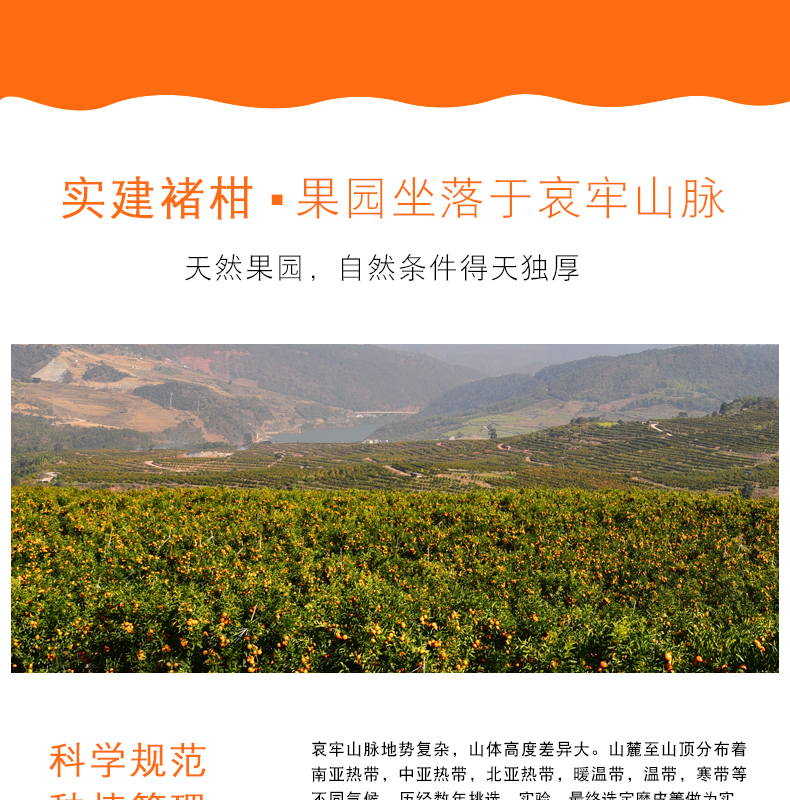 实建褚柑▪果园坐落于哀牢山脉
天然果园，自然条件得天独厚
科学规范
哀牢山脉地势复杂，山体高度差异大。山麓至山顶分布着
南亚热带，中亚热带，北亚热带，暖温带，温带，寒带等